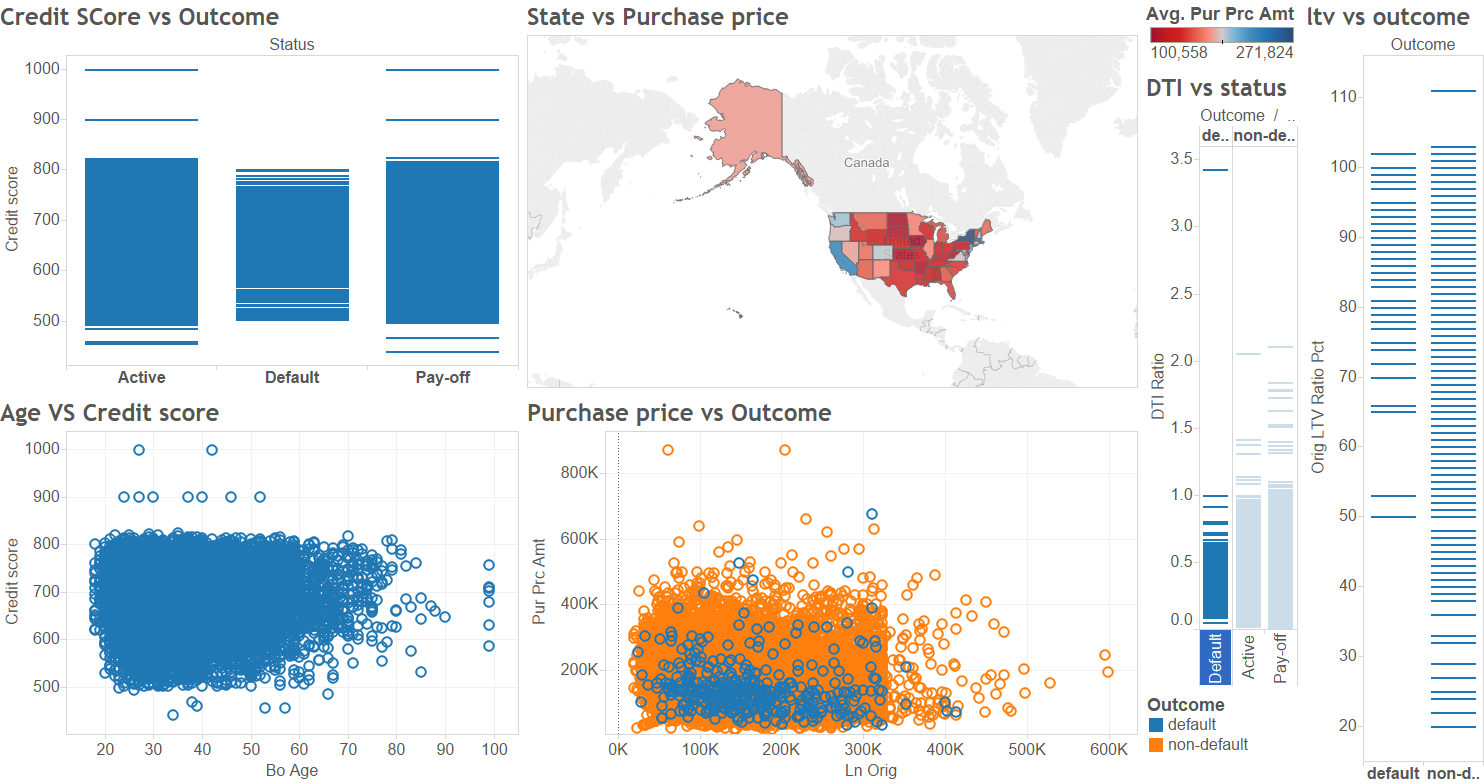 Credit SCore vs Outcome
Status
Credit score
1000
900
800
700
600
500
Active Default Pay-off
State vs Purchase price
Canada
United
States
Avg. Pur Prc Amt
100,558 271,824
DTI vs status
Outcome / ..
de.. non-de..
DTI Ratio
3.5
3.0
2.5
2.0
1.5
1.0
0.5
0.0
Default Active Pay-off
ltv vs outcome
Outcome
Orig LTV Ratio Pct
110
100
90
80
70
60
50
40
30
20
default non-d..
Age VS Credit score
Credit score
1000
900
800
700
600
500
20 30 40 50 60 70 80 90 100
Bo Age
Purchase price vs Outcome
Pur Prc Amt
800K
600K
400K
200K
0K 100K 200K 300K 400K 500K 600K
Ln Orig
Outcome
default
non-default